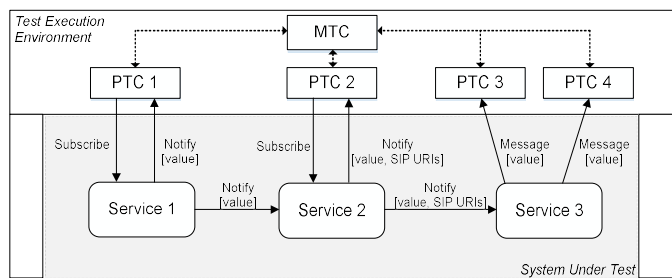 Test Execution
Environment
MTC
PTC 1
PTC 2
PTC 3
PTC 4
Subscribe
Notify
[value]
Subscribe
Notify
[value, SIP URIs]
Message
[value]
Message
[value]
Service 1
Notify
[value]
Service 2
Notify
[value, SIP URIs]
Service 3
System Under Test